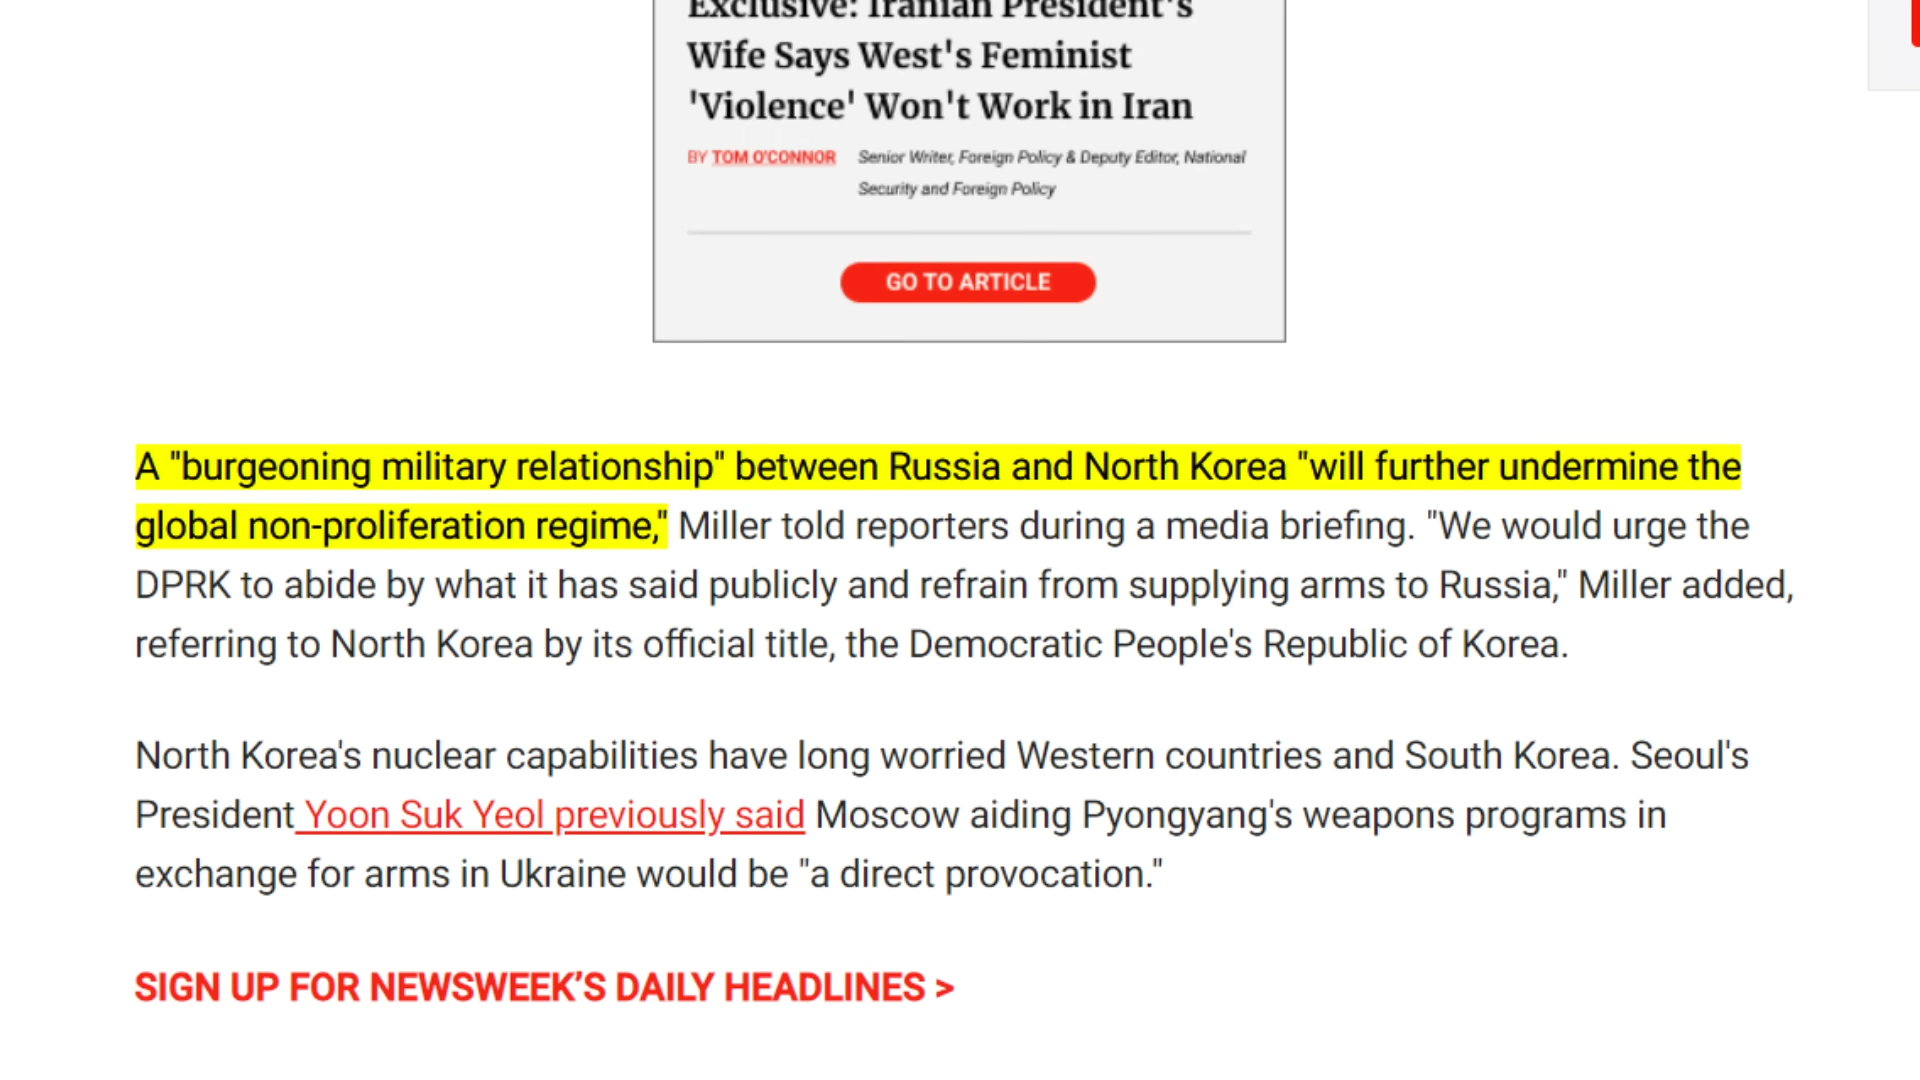 Exclusive: Iranian President's
Wife Says West's Feminist
'Violence' Won't Work in Iran
BY TOM O'CONNOR Senior Writer, Foreign Policy & Deputy Editor, National
Security and Foreign Policy
GO TO ARTICLE
A "burgeoning military relationship" between Russia and North Korea "will further undermine the
global non-proliferation regime," Miller told reporters during a media briefing. "We would urge the
DPRK to abide by what it has said publicly and refrain from supplying arms to Russia," Miller added,
referring to North Korea by its official title, the Democratic People's Republic of Korea.
North Korea's nuclear capabilities have long worried Western countries and South Korea. Seoul's
President Yoon Suk Yeol previously said Moscow aiding Pyongyang's weapons programs in
exchange for arms in Ukraine would be "a direct provocation."
SIGN UP FOR NEWSWEEK’S DAILY HEADLINES >